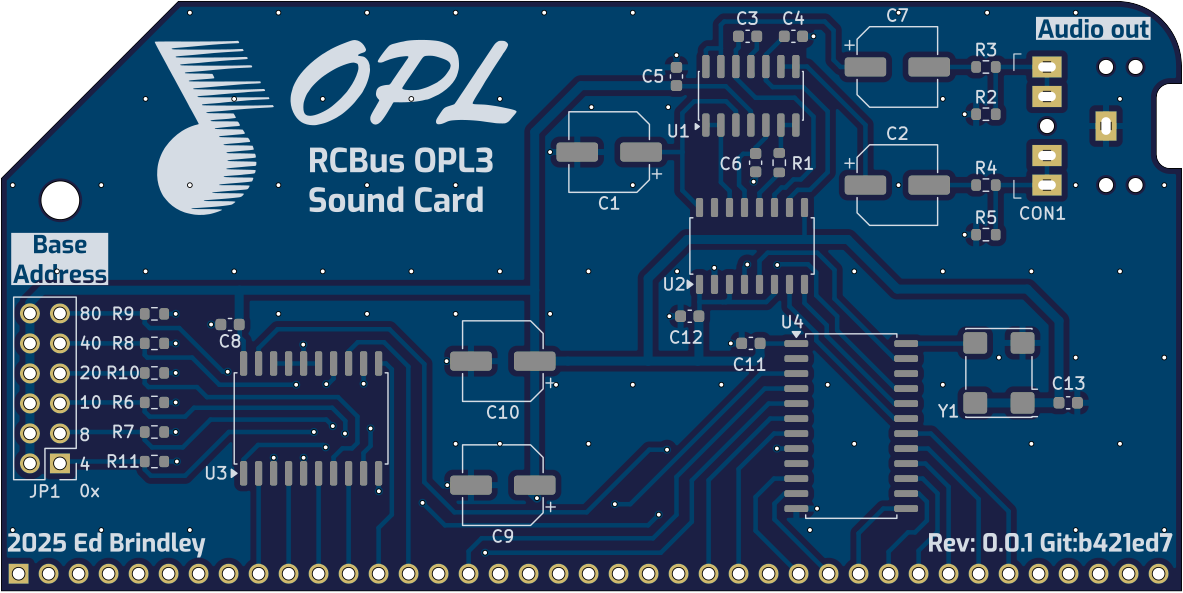 OPL
RCBus OPL3
Sound Card
Audio out
C3 C4 C7
+
R3
C5
R2
U1
C6 R1
C2
+
R4
C1
+
CON1
R5
U2
Base
Address
80 R9
40 R8
20 R10
10 R6
8 R7
4 R11
JP1 0x
C8
U3
C12
U4
C11
C10
+
C13
Y1
C9
+
2025 Ed Brindley
Rev: 0.0.1 Git:b421ed7